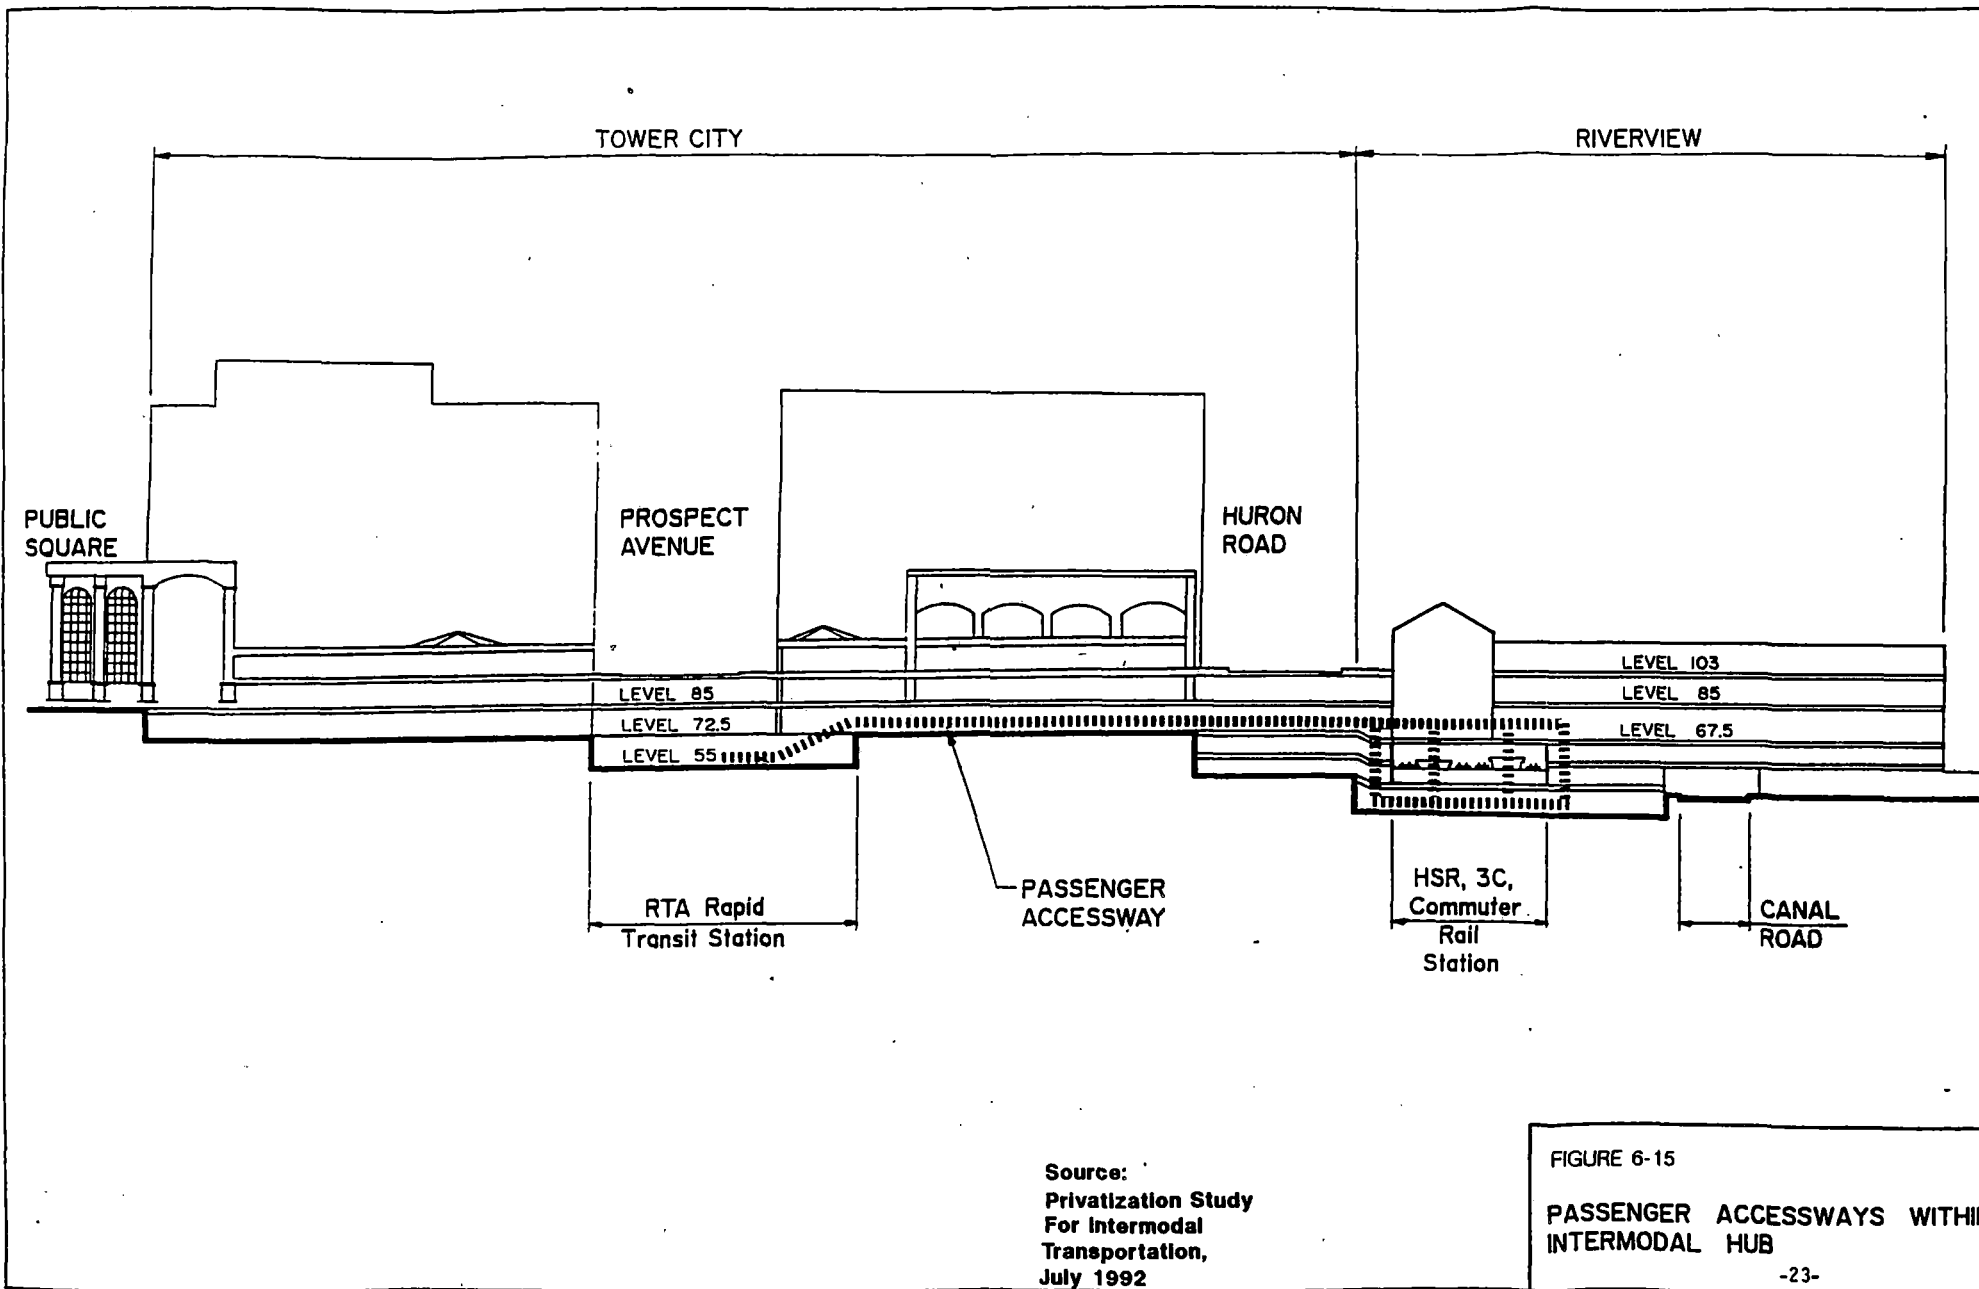 TOWER CITY
RIVERVIEW
PUBLIC
SQUARE
PROSPECT
AVENUE
HURON
ROAD
LEVEL 103
LEVEL 85
LEVEL 85
LEVEL 72.5
LEVEL 67.5
LEVEL 55
PASSENGER
ACCESSWAY
RTA Rapid
Transit Station
HSR, 3C,
Commuter
Rail
Station
CANAL
ROAD
Source:
Privatization Study
For Intermodal
Transportation,
July 1992
FIGURE 6-15
PASSENGER ACCESSWAYS WITHI
INTERMODAL HUB
-23-